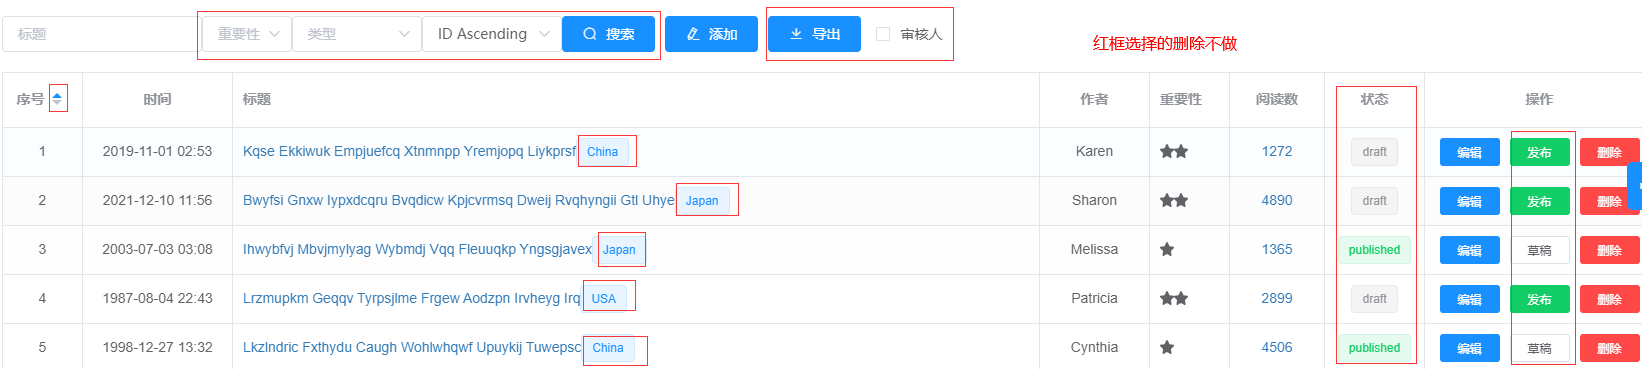 标题 重要性 类型 ID Ascending 搜索 添加 导出 审核人
红框选择的删除不做
序号 时间 标题 作者 重要性 阅读数 状态 操作
1 2019-11-01 02:53 Kqse Ekkiwuk Empjuefcq Xtnmnpp Yremjopq Liykprsf China Karen 1272 draft 编辑 发布 删除
2 2021-12-10 11:56 Bwyfsi Gnxw Iypxdcqru Bvqdicw Kpjcvrmsq Dweij Rvqhyngii Gtl Uhye Japan Sharon 4890 draft 编辑 发布 删除
3 2003-07-03 03:08 Ihwybfvj Mbvjmylyag Wybmdj Vqq Fleuuqkp Yngsgjavex Japan Melissa 1365 published 编辑 草稿 删除
4 1987-08-04 22:43 Lrzmupkm Geqqv Tyrpsjlme Frgew Aodzpn Irvheyg Irq USA Patricia 2899 draft 编辑 发布 删除
5 1998-12-27 13:32 Lkzlndric Fxthydu Caugh Wohlwhqwf Upuykij Tuwepsc China Cynthia 4506 published 编辑 草稿 删除